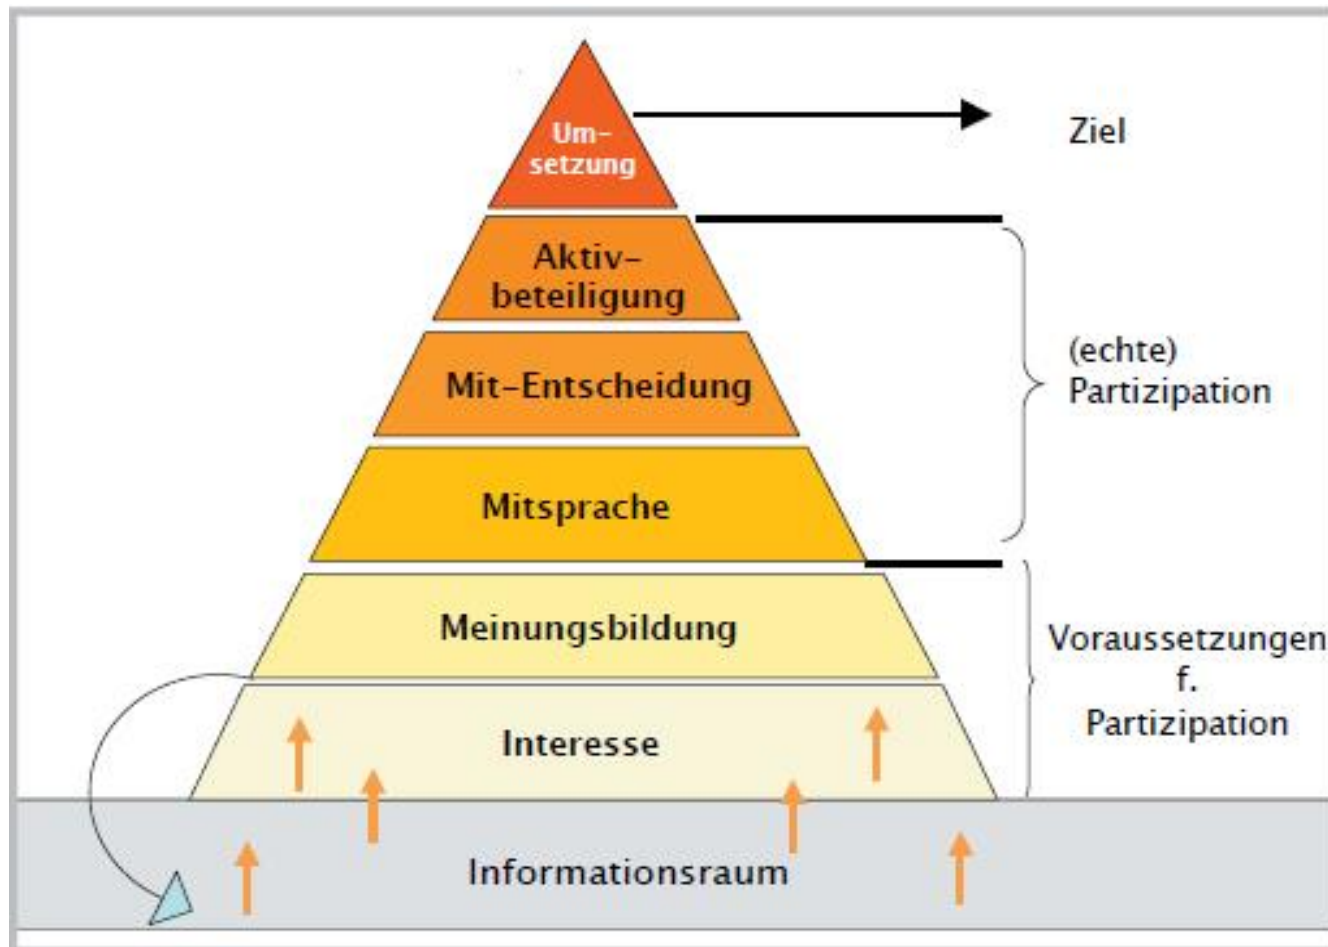 Um-
setzung
Ziel
Aktiv-
beteiligung
(echte)
Partizipation
Mit-Entscheidung
Mitsprache
Meinungsbildung
Voraussetzungen
f.
Partizipation
Interesse
Informationsraum